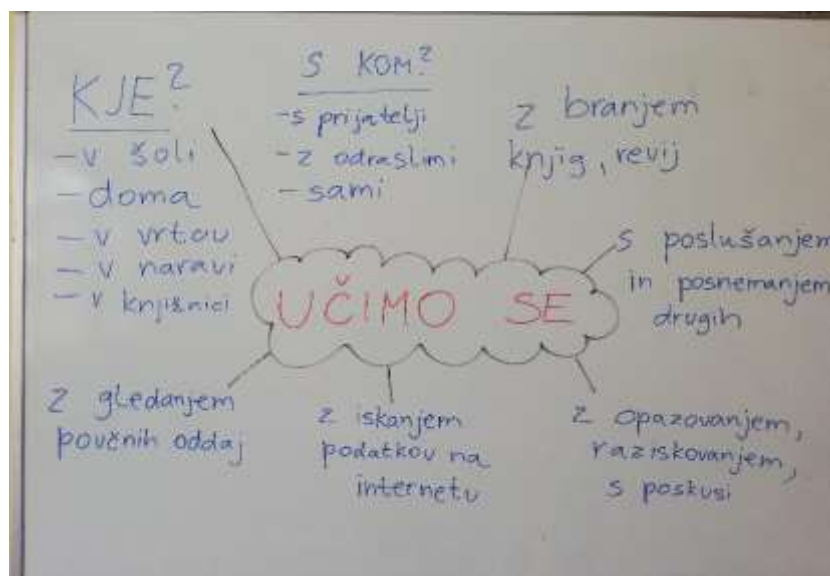 KJE?
- v šoli
- doma
- v vrtcu
- v naravi
- v knjižnici
S KOM?
- s prijatelji
- z odraslimi
- sami
z branjem
knjig, revij
s poslušanjem
in posnemanjem
drugih
UČIMO SE
z gledanjem
poučnih oddaj
z iskanjem
podatkov na
internetu
z opazovanjem,
raziskovanjem,
s poskusi